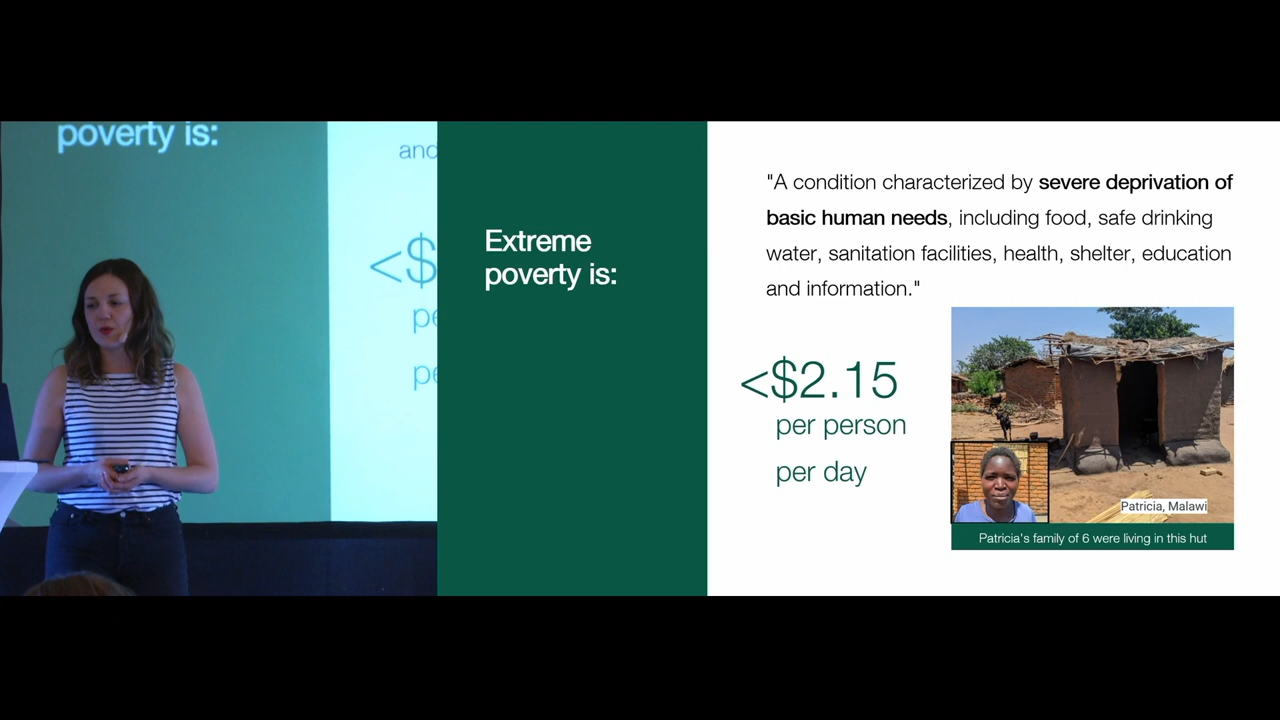 poverty is:
and
<$
pe
pe
Extreme
poverty is:
"A condition characterized by severe deprivation of
basic human needs, including food, safe drinking
water, sanitation facilities, health, shelter, education
and information."
<$2.15
per person
per day
Patricia, Malawi
Patricia's family of 6 were living in this hut